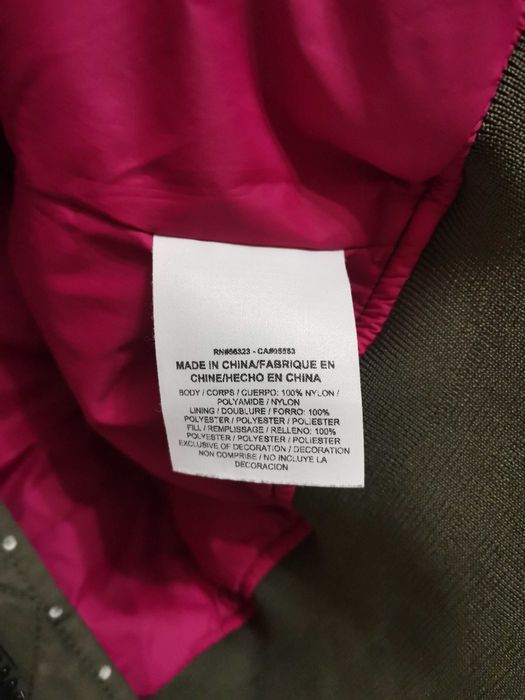 RN#56323 - CA#05553
MADE IN CHINA/FABRIQUE EN
CHINE/HECHO EN CHINA
BODY / CORPS / CUERPO: 100% NYLON /
POLYAMIDE / NYLON
LINING / DOUBLURE / FORRO: 100%
POLYESTER / POLYESTER / POLIESTER
FILL / REMPLISSAGE / RELLENO: 100%
POLYESTER / POLYESTER / POLIESTER
EXCLUSIVE OF DECORATION / DECORATION
NON COMPRISE / NO INCLUYE LA
DECORACION